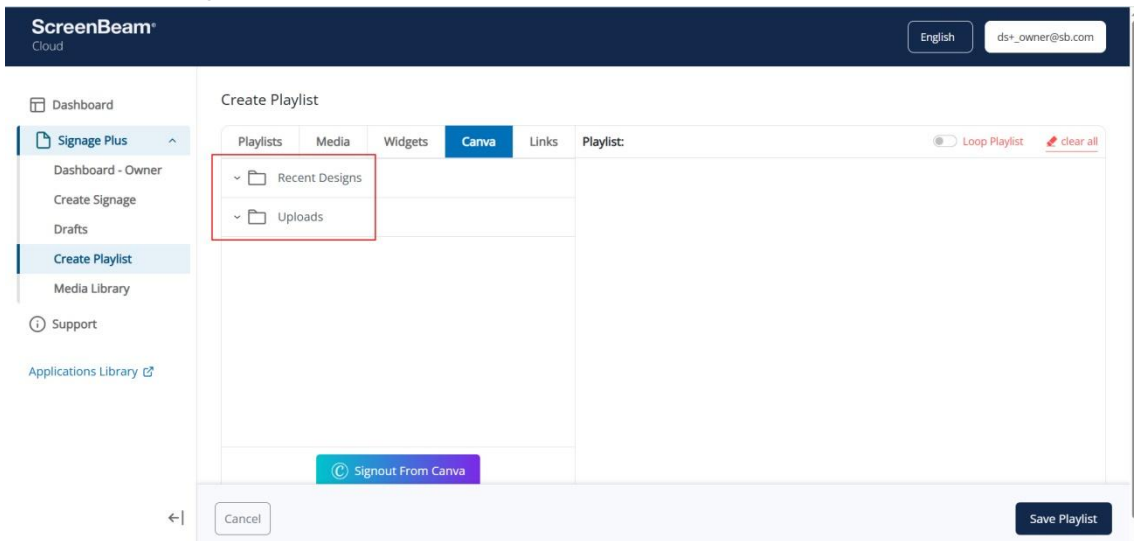 ScreenBeam®
Cloud
English
ds+_owner@sb.com
Dashboard
Signage Plus
Dashboard - Owner
Create Signage
Drafts
Create Playlist
Media Library
Support
Applications Library
Create Playlist
Playlists Media Widgets Canva Links
Playlist:
Loop Playlist
clear all
Recent Designs
Uploads
Signout From Canva
Cancel
Save Playlist